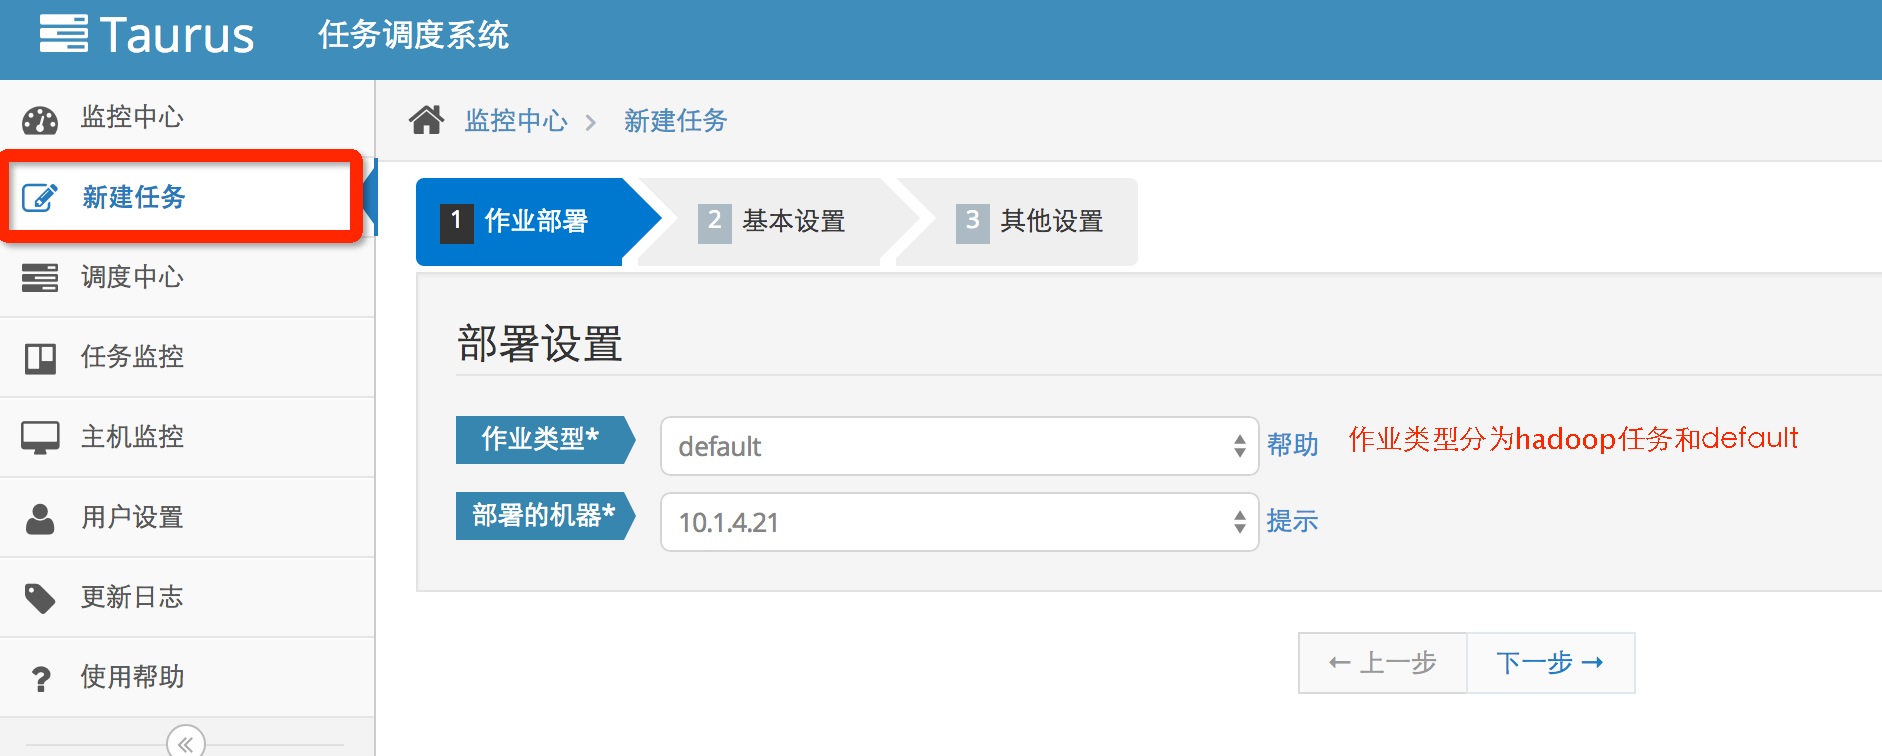 Taurus 任务调度系统
监控中心
新建任务
调度中心
任务监控
主机监控
用户设置
更新日志
使用帮助
监控中心 > 新建任务
1 作业部署 2 基本设置 3 其他设置
部署设置
作业类型* default 帮助 作业类型分为hadoop任务和default
部署的机器* 10.1.4.21 提示
← 上一步 下一步 →